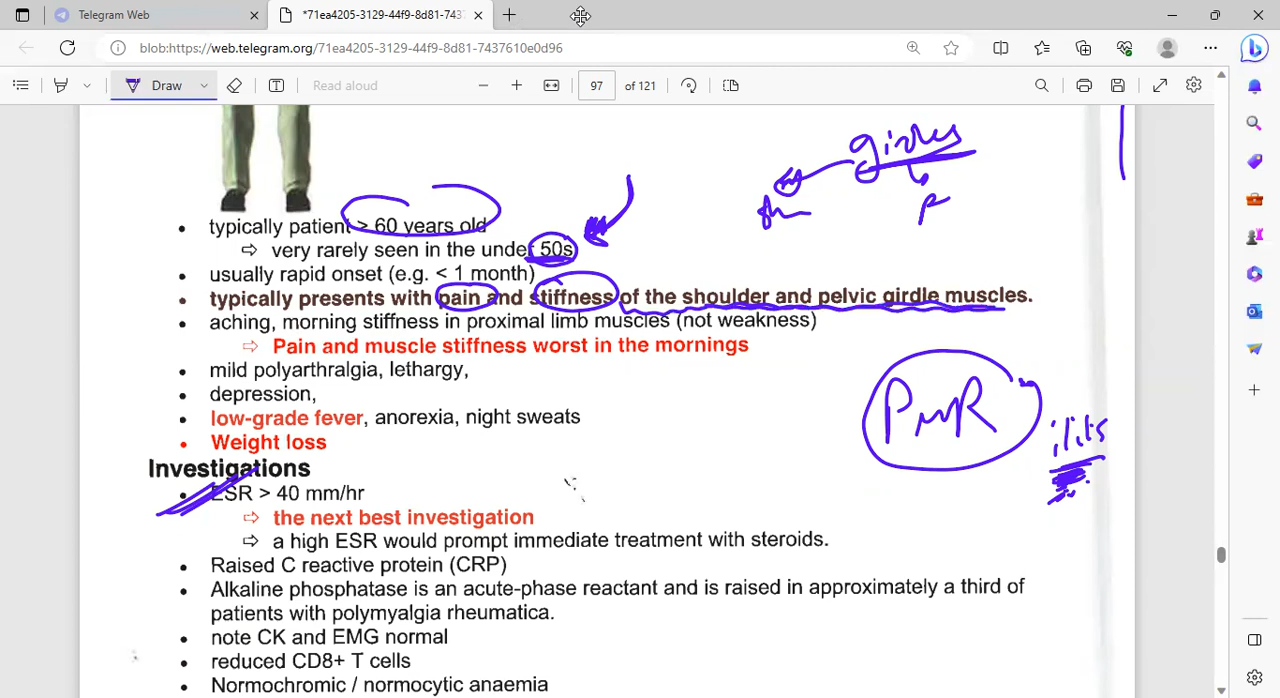 Telegram Web
*71ea4205-3129-44f9-8d81-7437
blob:https://web.telegram.org/71ea4205-3129-44f9-8d81-7437610e0d96
Draw
Read aloud
97 of 121
girdles
typically patient > 60 years old
⇨ very rarely seen in the under 50s
usually rapid onset (e.g. < 1 month)
typically presents with pain and stiffness of the shoulder and pelvic girdle muscles.
aching, morning stiffness in proximal limb muscles (not weakness)
⇨ Pain and muscle stiffness worst in the mornings
mild polyarthralgia, lethargy,
depression,
PMR
low-grade fever, anorexia, night sweats
Weight loss
Investigations
ESR > 40 mm/hr
⇨ the next best investigation
⇨ a high ESR would prompt immediate treatment with steroids.
Raised C reactive protein (CRP)
Alkaline phosphatase is an acute-phase reactant and is raised in approximately a third of
patients with polymyalgia rheumatica.
note CK and EMG normal
reduced CD8+ T cells
Normochromic / normocytic anaemia